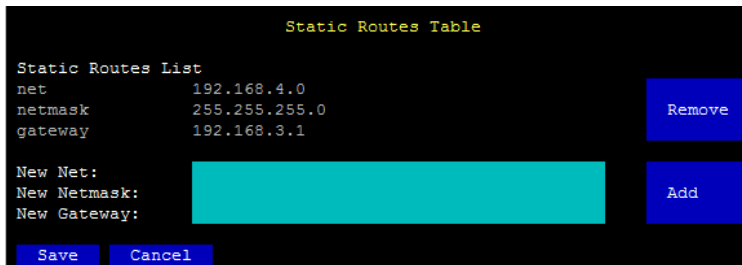 Static Routes Table
Static Routes List
net 192.168.4.0
netmask 255.255.255.0
gateway 192.168.3.1
Remove
New Net:
New Netmask:
New Gateway:
Add
Save Cancel